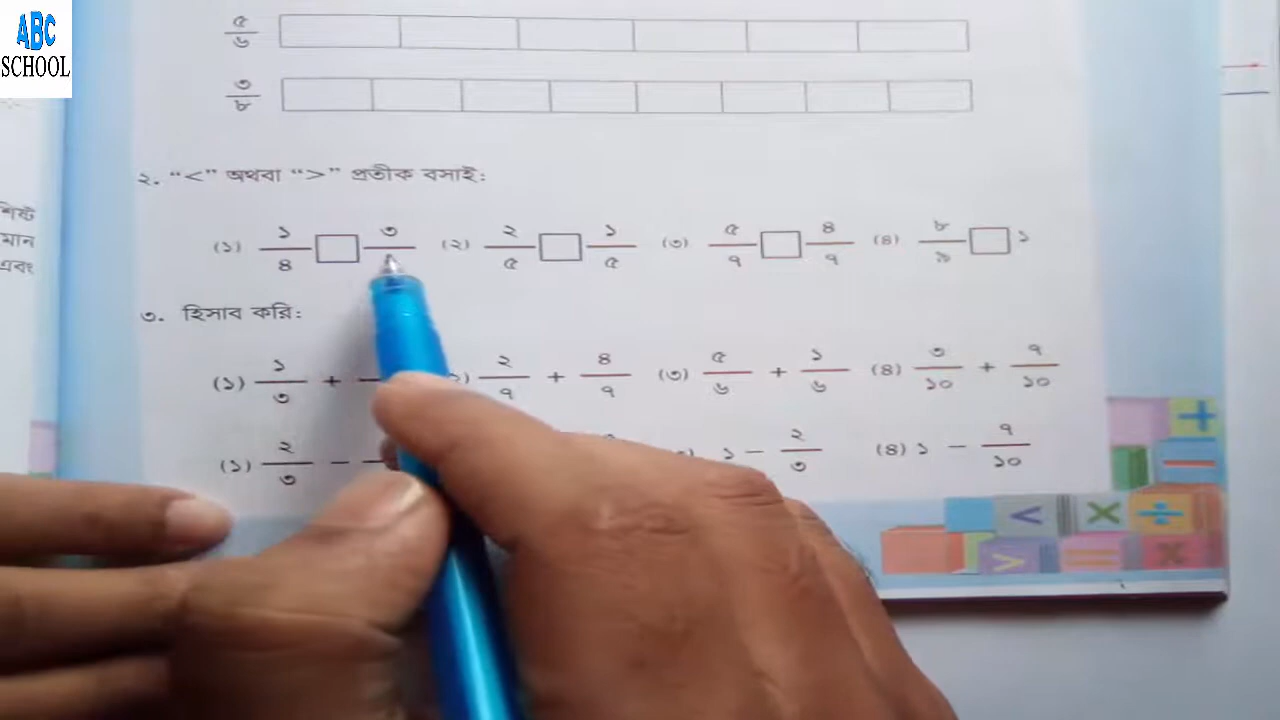 ABC
SCHOOL
৫/৬
৩/৮
২. “<” অথবা “>” প্রতীক বসাই:
(১) ১/৪ □ ৩/ (২) ২/৫ □ ১/৫ (৩) ৫/৭ □ ৪/৭ (৪) ৮/৯ □ ১
৩. হিসাব করি:
(১) ১/৩ + ) ২/৭ + ৪/৭ (৩) ৫/৬ + ১/৬ (৪) ৩/১০ + ৭/১০
(১) ২/৩ − ১ − ২/৩ (৪) ১ − ৭/১০
মান
এবং
+
−
< × ÷
> = ×